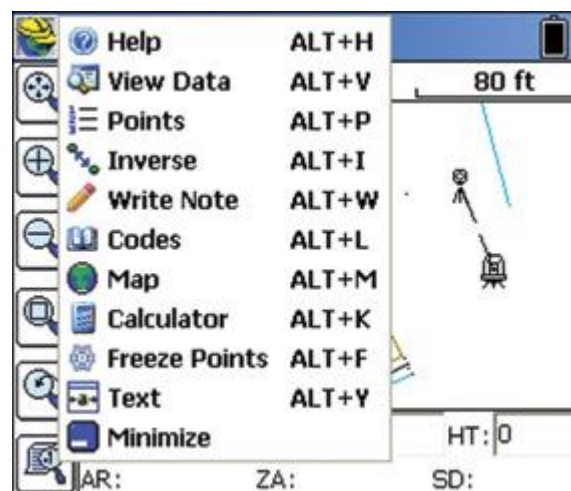 Help ALT+H
View Data ALT+V
80 ft
Points ALT+P
Inverse ALT+I
Write Note ALT+W
Codes ALT+L
Map ALT+M
Calculator ALT+K
Freeze Points ALT+F
Text ALT+Y
Minimize
HT: 0
AR: ZA: SD: